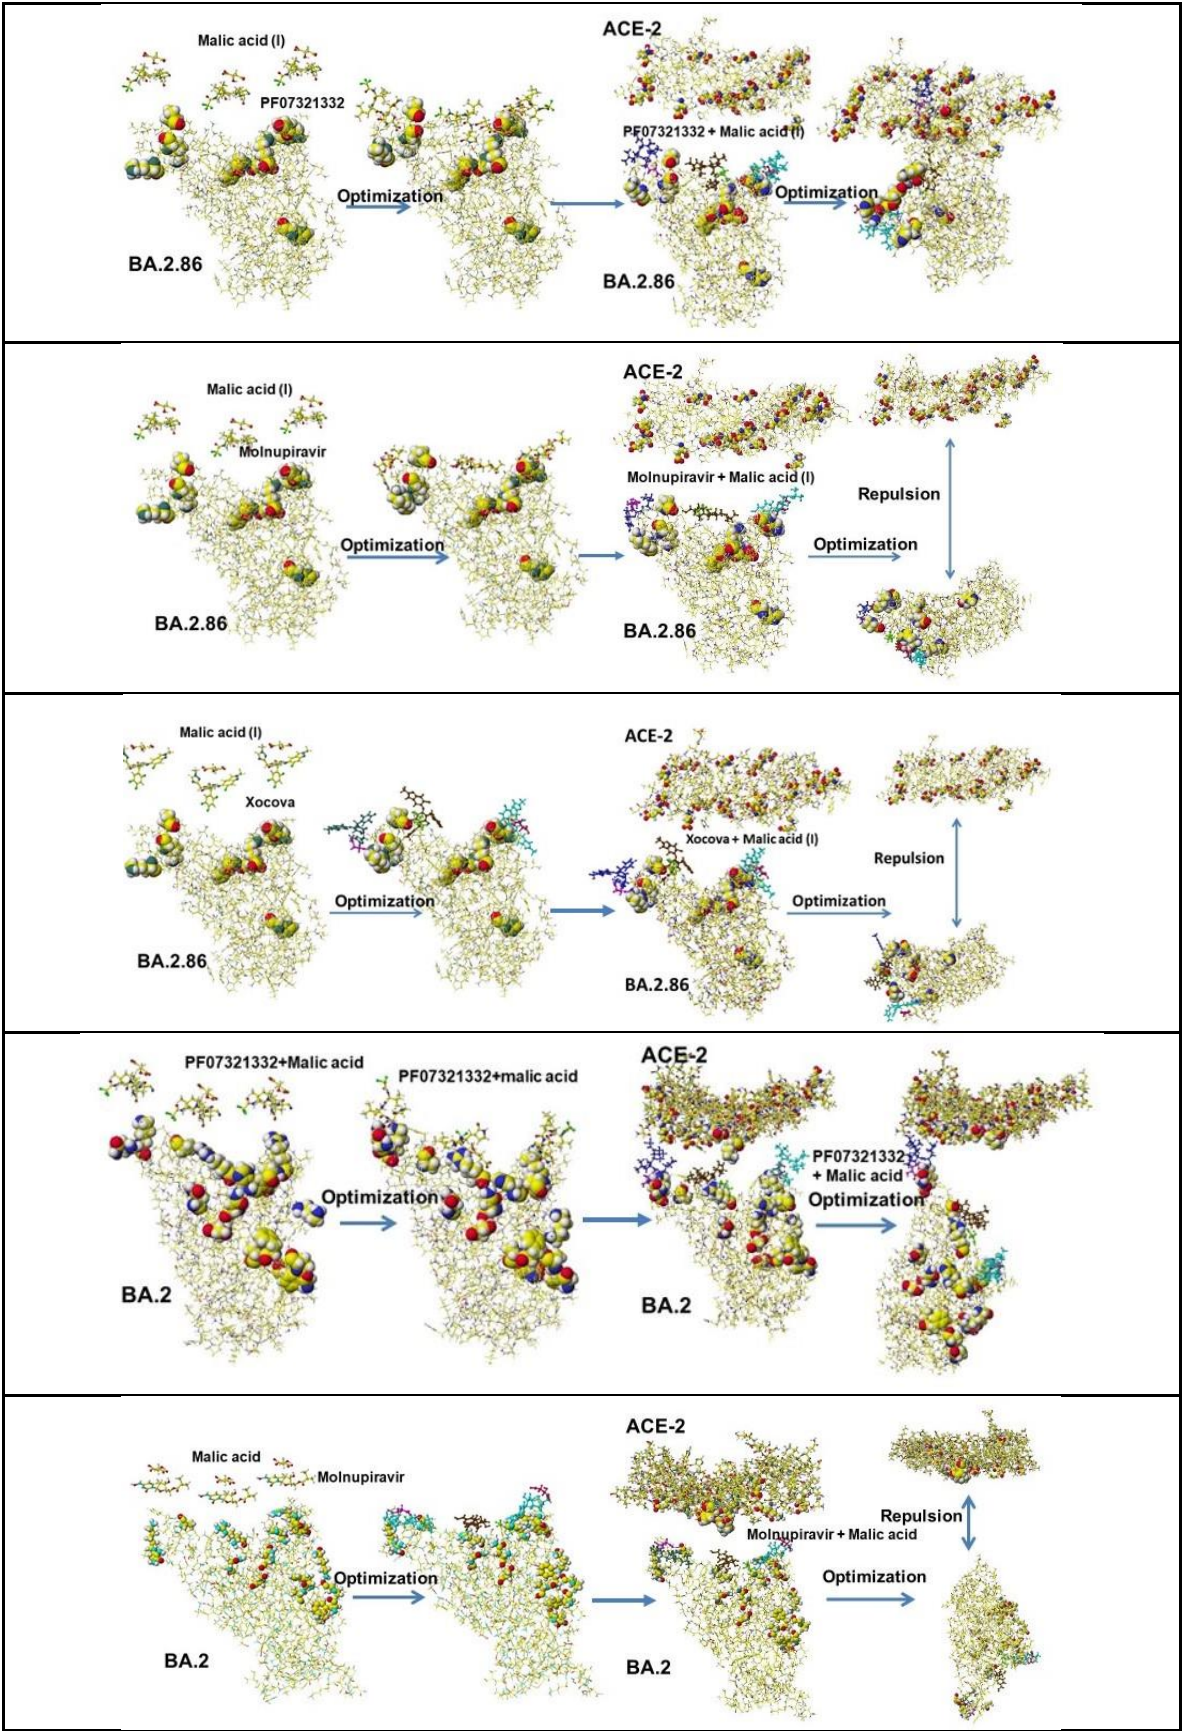 Malic acid (I)
PF07321332
Optimization
BA.2.86
ACE-2
PF07321332 + Malic acid (I)
Optimization
BA.2.86
Malic acid (I)
Molnupiravir
Optimization
BA.2.86
ACE-2
Molnupiravir + Malic acid (I)
Optimization
BA.2.86
Repulsion
Malic acid (I)
Xocova
Optimization
BA.2.86
ACE-2
Xocova + Malic acid (I)
Optimization
BA.2.86
Repulsion
PF07321332+Malic acid
PF07321332+malic acid
Optimization
BA.2
ACE-2
PF07321332
+ Malic acid
Optimization
BA.2
Malic acid
Molnupiravir
Optimization
BA.2
ACE-2
Molnupiravir + Malic acid
Optimization
BA.2
Repulsion